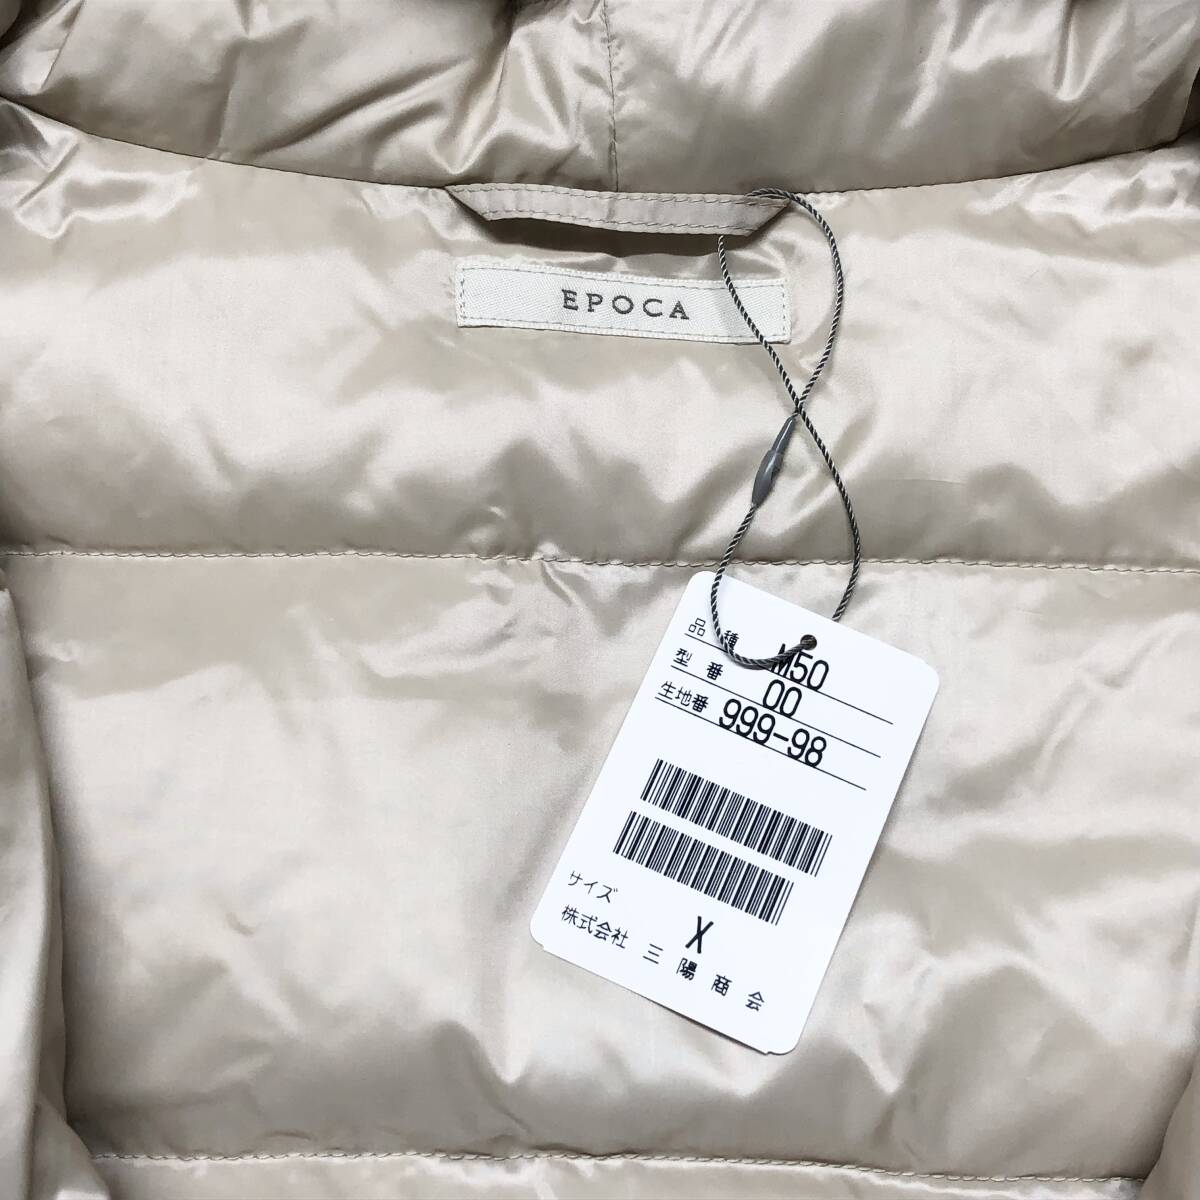 EPOCA
品 種 M50
型 番 00
生地番 999-98
サイズ X
株式会社 三 陽 商 会